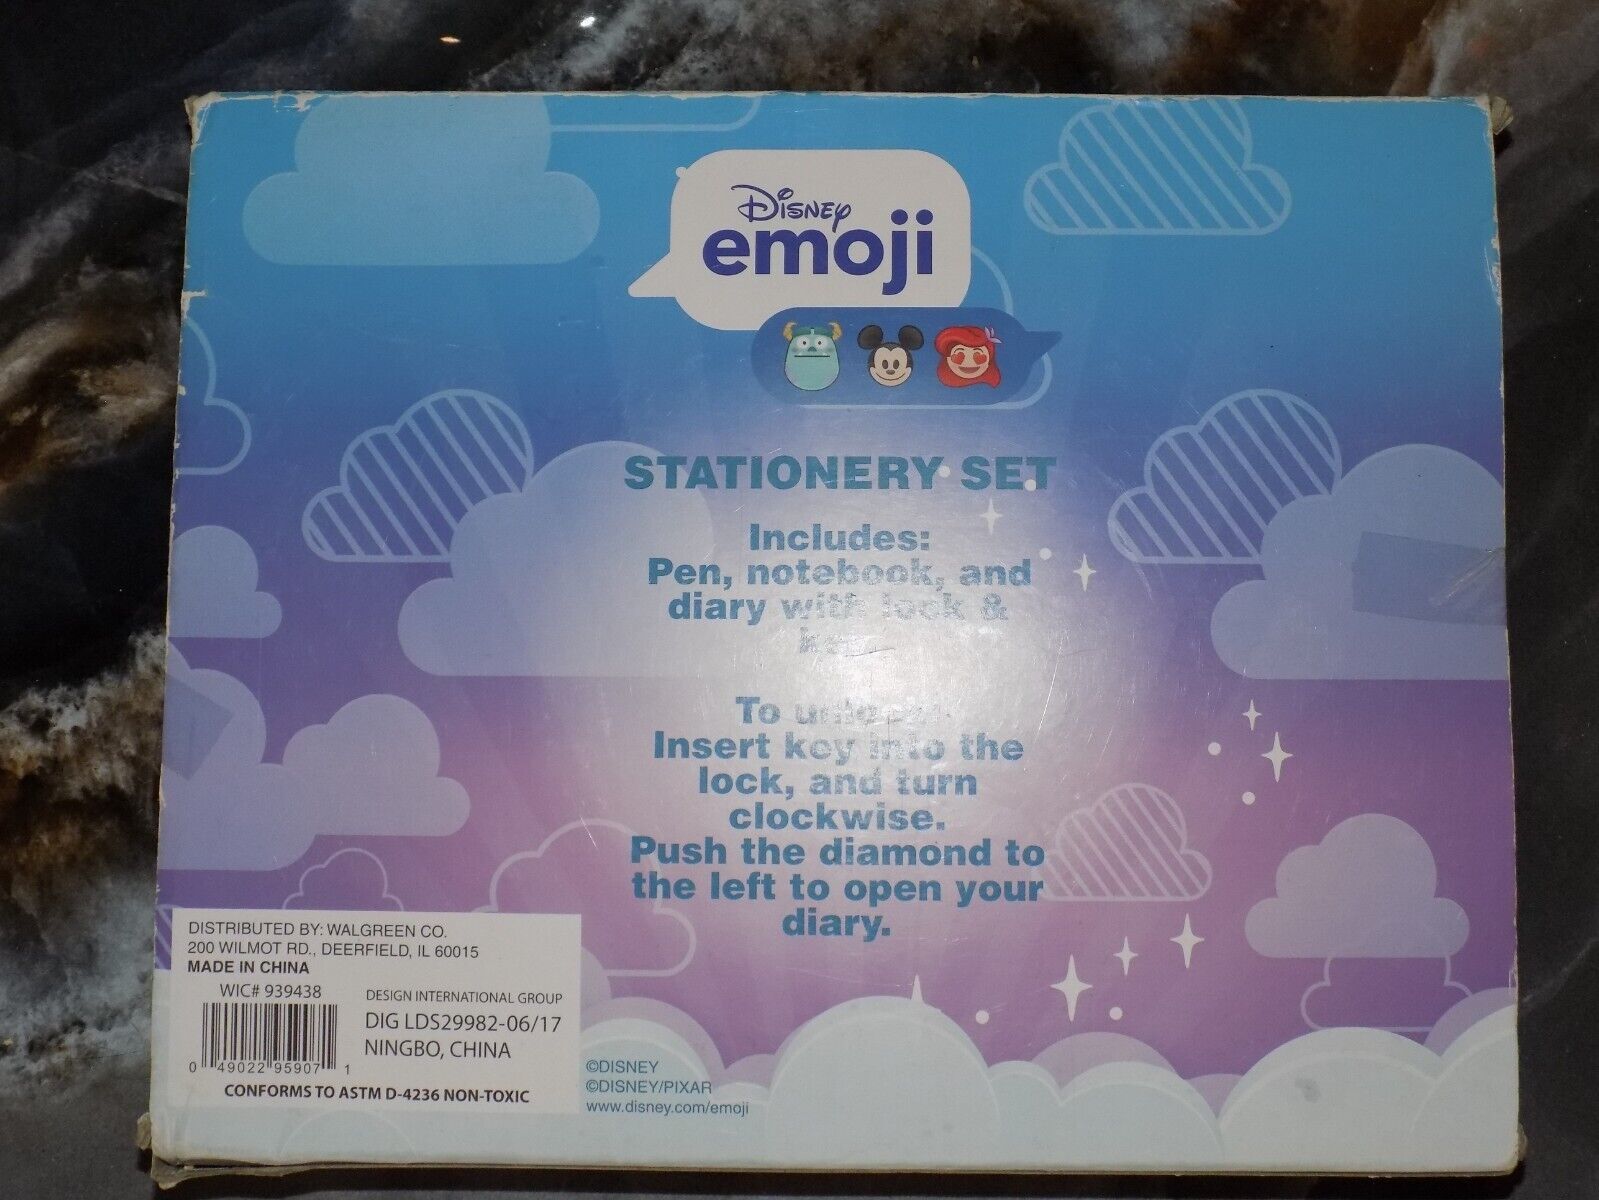 Disney
emoji
STATIONERY SET
Includes:
Pen, notebook, and
diary with lock &
To unlock:
Insert key into the
lock, and turn
clockwise.
Push the diamond to
the left to open your
diary.
DISTRIBUTED BY: WALGREEN CO.
200 WILMOT RD., DEERFIELD, IL 60015
MADE IN CHINA
WIC# 939438
DESIGN INTERNATIONAL GROUP
DIG LDS29982-06/17
NINGBO, CHINA
0 49022 95907 1
CONFORMS TO ASTM D-4236 NON-TOXIC
©DISNEY
©DISNEY/PIXAR
www.disney.com/emoji